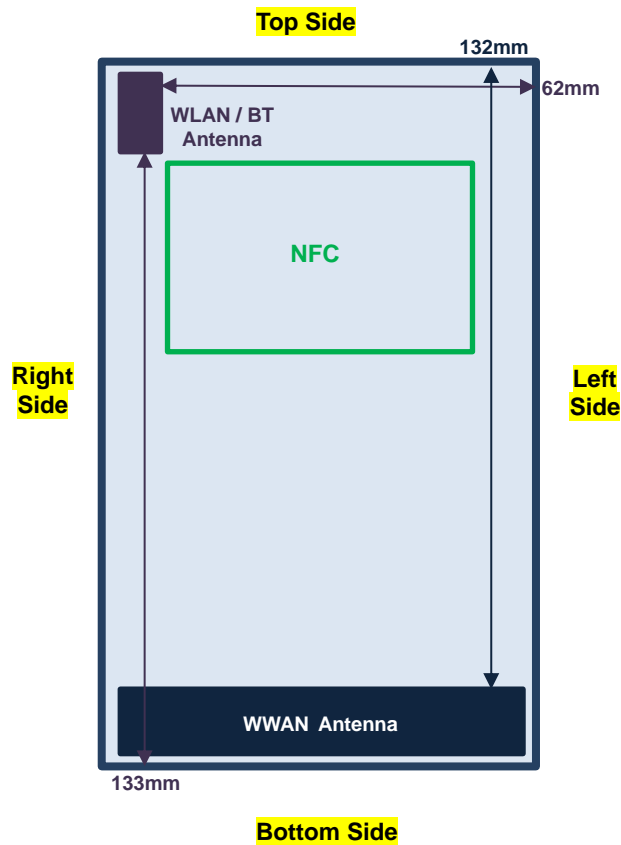 Top Side
132mm
62mm
WLAN / BT
Antenna
NFC
Right
Side
Left
Side
WWAN  Antenna
133mm
Bottom Side